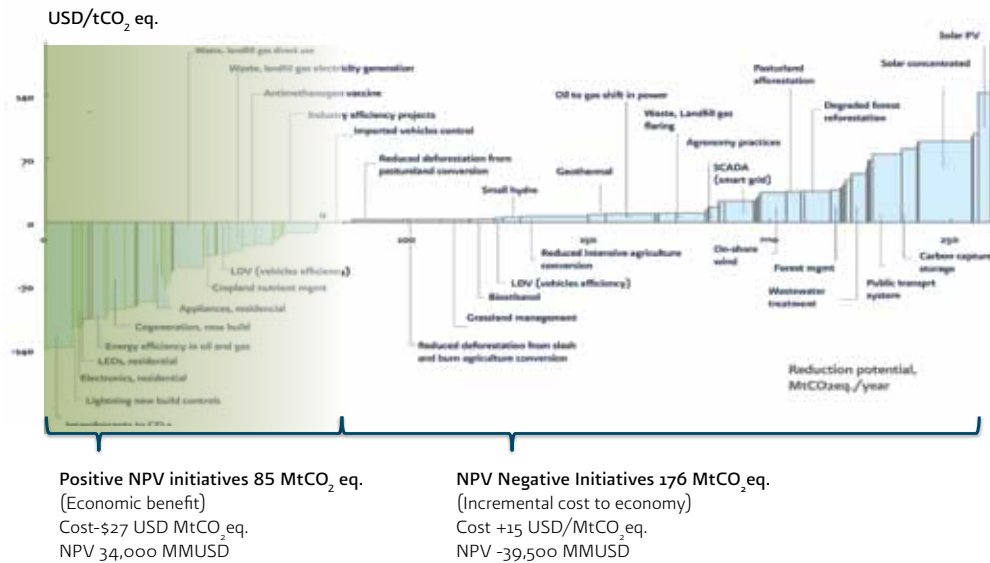 USD/tCO2 eq.
Solar PV
Waste, landfill gas direct use
Solar concentrated
Waste, landfill gas electricity generation
Pastureland
afforestation
Antimethanogen vaccine
Oil to gas shift in power
Degraded forest
reforestation
140
Industry efficiency projects
Waste, Landfill gas
flaring
Imported vehicles control
Agronomy practices
70
Reduced deforestation from
pastureland conversion
Geothermal
SCADA
(smart grid)
Small hydro
0
0
100
150
200
250
Reduced intensive agriculture
conversion
On-shore
wind
Carbon capture
storage
LDV (vehicles efficiency)
Forest mgmt
Cropland nutrient mgmt
LDV (vehicles efficiency)
Public transprt
system
-70
Bioethanol
Wastewater
treatment
Appliances, residencial
Grassland management
Cogeneration, new build
Energy efficiency in oil and gas
Reduced deforestation from slash
and burn agriculture conversion
-140
LEDs, residential
Reduction potential,
MtCO2eq./year
Electronics, residential
Lightning new build controls
Positive NPV initiatives 85 MtCO2 eq.
(Economic benefit)
Cost-$27 USD MtCO2eq.
NPV 34,000 MMUSD
NPV Negative Initiatives 176 MtCO2eq.
(Incremental cost to economy)
Cost +15 USD/MtCO2eq.
NPV -39,500 MMUSD